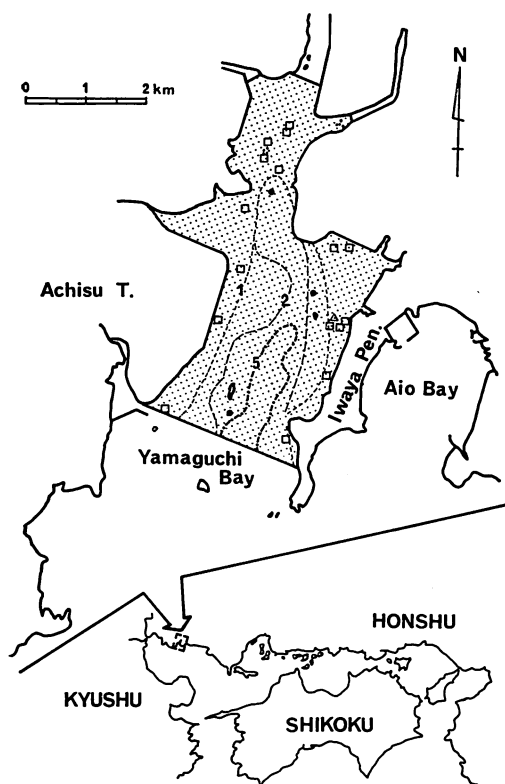 N
0 1 2 km
Achisu T.
1
2
5
Iwaya Pen.
Aio Bay
Yamaguchi
Bay
HONSHU
KYUSHU
SHIKOKU